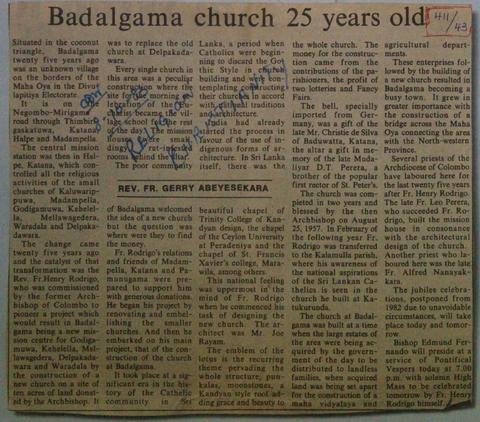 Badalgama church 25 years old
411/43
Situated in the coconut
triangle, Badalgama
twenty five years ago
was an unknown village
on the borders of the
Maha Oya in the Divu-
lapitiya Electorate.
It is on the
Negombo-Mirigama
road through Thimbiri-
gaskatuwa, Katana,
Halpe and Madampella.
The central mission
station was then in Hal-
pe, Katana, which con-
trolled all the religious
activities of the small
churches of Kaluwarip-
puwa, Madampella,
Godigamuwa, Kehelel-
la, Mellawagedera,
Waradala and Delpak-
dawara.
The change came
twenty five years ago
and the catalyst of that
transformation was the
Rev. Fr. Henry Rodrigo,
who was commissioned
by the former Arch-
bishop of Colombo to
pioneer a project which
would result in Badal-
gama being a new mis-
sion centre for Godiga-
muwa, Kehelella, Mal-
lawagedera, Delpakada-
wara and Waradala by
the construction of a
new church on a site of
ten acres of land donat-
ed by the Archbishop. It
was to replace the old
church at Delpakada-
wara.
Every single church in
this area was a peculiar
situation where the
site for discerning the
relegation of the Bu-
ddhists became the vil-
lage school for the rest
of the day. The mission
house were small
rooms behind the altar.
The poor community
REV. FR. GERRY ABEYESEKARA
of Badalgama welcomed
the idea of a new church
but the question was
where were they to find
the money.
Fr. Rodrigo's relations
and friends of Madam-
pella, Katana and Pa-
munugama were pre-
pared to support him
with generous donations.
He began his project by
renovating and embel-
lishing the smaller
churches. And then he
embarked on his main
project, that of the con-
struction of the church
at Badalgama.
It took place at a signi-
ficant era in the his-
tory of the Catholic
community in Sri
Lanka, a period when
Catholics were begin-
ning to discard the Got-
hic Style in church
building and were con-
templating constructing
their churches in accor-
dance with our traditions
in architecture.
India had already
started the process in
favour of the use of in-
digenous forms of ar-
chitecture. In Sri Lanka
itself, there was the
beautiful chapel of
Trinity College of Kan-
dyan design, the chapel
of the Ceylon University
at Peradeniya and the
chapel of St. Francis
Xavier's college, Mara-
wila, among others.
This national feeling
was uppermost in the
mind of Fr. Rodrigo
when he commenced his
task of designing the
new church. The ar-
chitect was Mr. Joe
Rayam.
The emblem of the
lotus is the recurring
theme pervading the
whole structure, pun-
kalas, moonstones, a
Kandyan style roof ad-
ding grace and beauty to
the whole church. The
money for the construc-
tion came from the
contributions of the pa-
rishioners, the profit of
two lotteries and Fancy
Fairs.
The bell, specially
imported from Ger-
many, was a gift of the
late Mr. Christie de Silva
of Baduwatta, Katana,
the altar a gift in mem-
ory of the late Muda-
liyar D.T. Perera, a
brother of the popular
first rector of St. Peter's.
The church was com-
pleted in two years and
blessed by the then
Archbishop on August
25, 1957. In February of
the following year Fr.
Rodrigo was transferred
to the Kalamulla parish,
where his awareness of
the national aspirations
of the Sri Lankan Ca-
tholics is seen in the
church he built at Ka-
tukurunda.
The church at Badal-
gama was built at a time
when the large estates of
the area were being ac-
quired by the govern-
ment of the day to be
distributed to landless
families, when acquired
land was being set apart
for the construction of a
maha vidyalaya and
agricultural depart-
ments.
These enterprises fol-
lowed by the building of
a new church resulted in
Badalgama becoming a
busy town. It grew in
greater importance with
the construction of a
bridge across the Maha
Oya connecting the area
with the North-western
Province.
Several priests of the
Archdiocese of Colombo
have laboured here for
the last twenty five years
after Fr. Henry Rodrigo.
The late Fr. Leo Perera,
who succeeded Fr. Ro-
drigo, built the mission
house in consonance
with the architectural
design of the church.
Another priest who la-
boured here was the late
Fr. Alfred Nanayak-
kara.
The jubilee celebra-
tions, postponed from
1982 due to unavoidable
circumstances, will take
place today and tomor-
row.
Bishop Edmund Fer-
nando will preside at a
service of Pontifical
Vespers today at 7.00
p.m. with solemn High
Mass to be celebrated
tomorrow by Fr. Henry
Rodrigo himself.